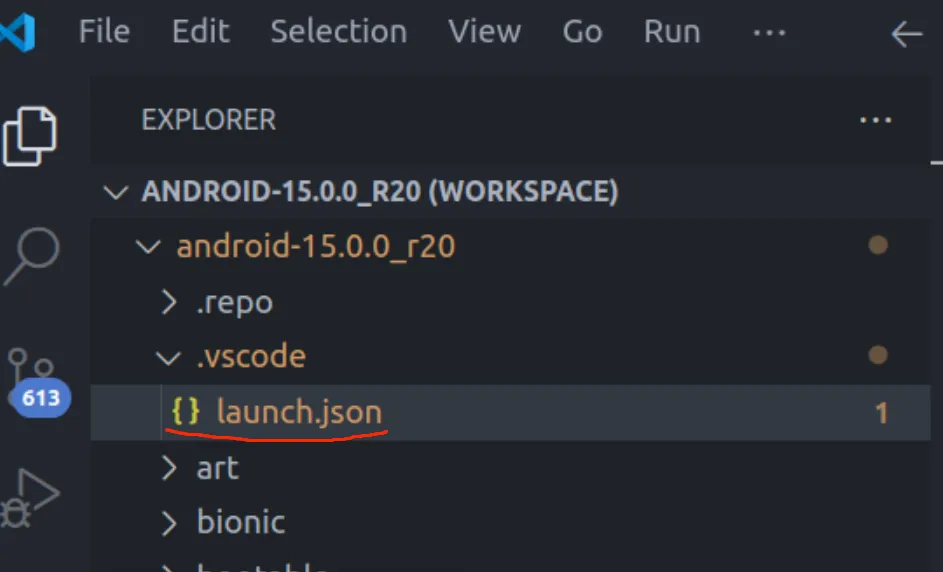 File Edit Selection View Go Run ...
EXPLORER ...
ANDROID-15.0.0_R20 (WORKSPACE)
android-15.0.0_r20
.repo
.vscode
613
{} launch.json 1
art
bionic